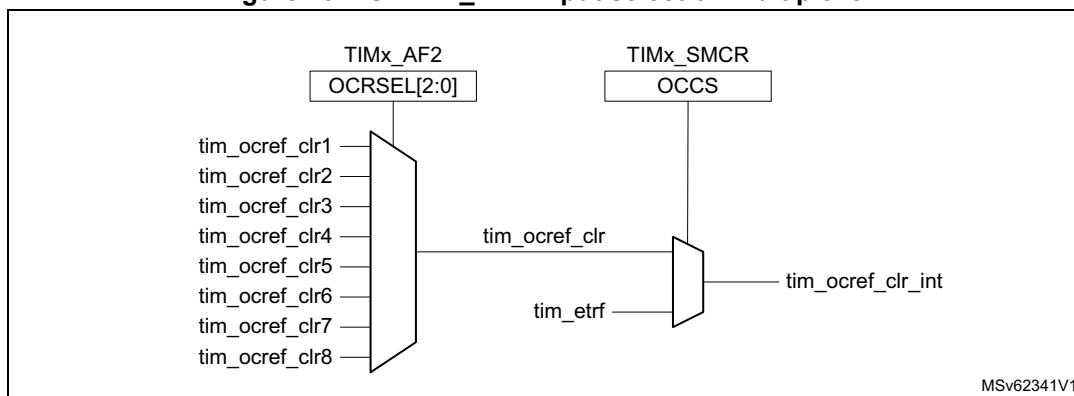 TIMx_AF2
TIMx_SMCR
OCRSEL[2:0]
OCCS
tim_ocref_clr1
tim_ocref_clr2
tim_ocref_clr3
tim_ocref_clr4
tim_ocref_clr5
tim_ocref_clr6
tim_ocref_clr7
tim_ocref_clr8
tim_ocref_clr
tim_etrf
tim_ocref_clr_int
MSv62341V1